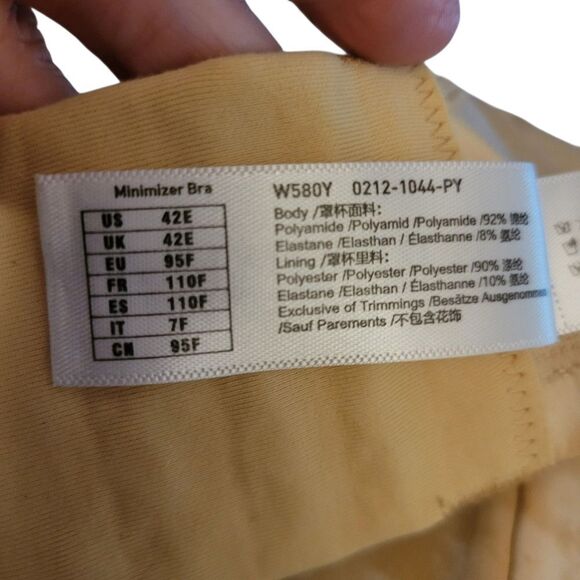 Minimizer Bra
US 42E
UK 42E
EU 95F
FR 110F
ES 110F
IT 7F
CN 95F
W580Y 0212-1044-PY
Body /罩杯面料:
Polyamide /Polyamid /Polyamide /92% 锦纶
Elastane /Elasthan /Élasthanne /8% 氨纶
Lining /罩杯里料:
Polyester /Polyester /Polyester /90% 涤纶
Elastane /Elasthan / Élasthanne /10% 氨纶
Exclusive of Trimmings /Besätze Ausgenommen
/Sauf Parements /不包含花饰